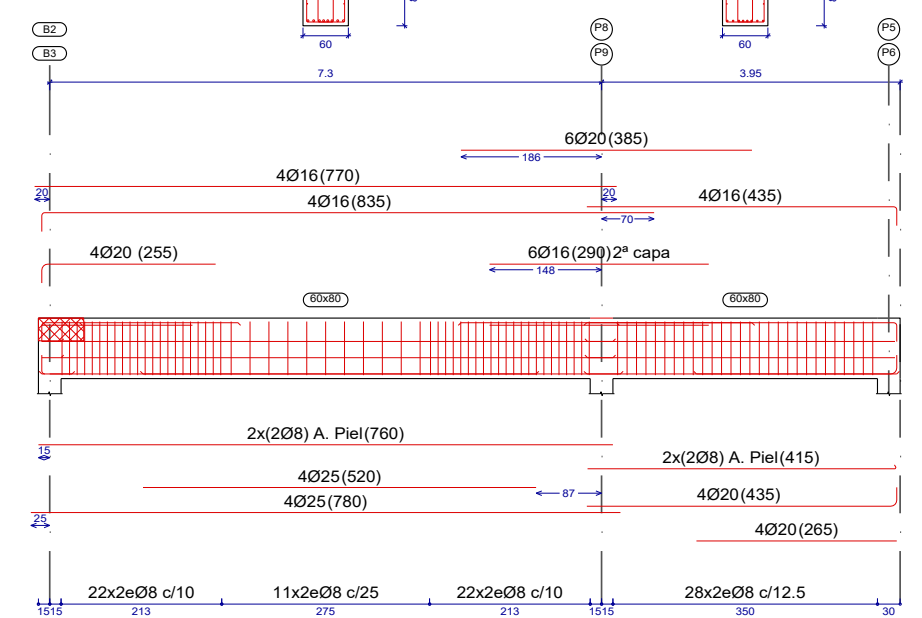 60 60
B2 P8 P5
B3 P9 P6
7.3 3.95
6Ø20(385)
186
4Ø16(770)
20 20
4Ø16(835) 4Ø16(435)
70
4Ø20 (255) 6Ø16(290)2ª capa
148
60x80 60x80
2x(2Ø8) A. Piel(760)
15
2x(2Ø8) A. Piel(415)
4Ø25(520)
87
4Ø25(780) 4Ø20(435)
25
4Ø20(265)
22x2eØ8 c/10 11x2eØ8 c/25 22x2eØ8 c/10 28x2eØ8 c/12.5
1515 213 275 213 1515 350 30